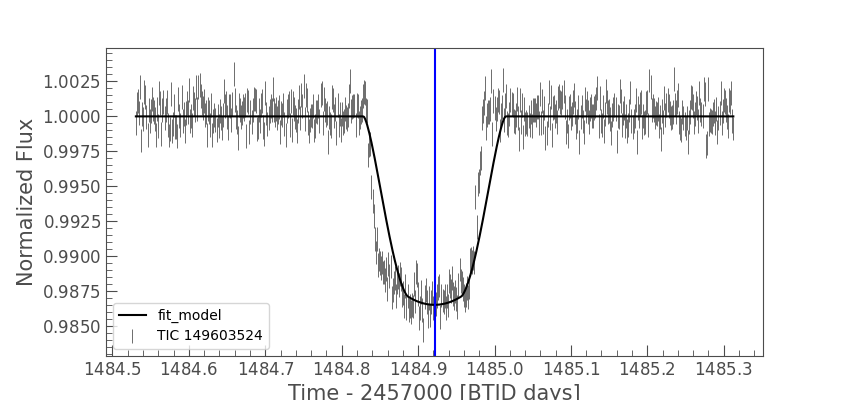 Normalized Flux
1.0025
1.0000
0.9975
0.9950
0.9925
0.9900
0.9875
0.9850
fit_model
TIC 149603524
1484.5 1484.6 1484.7 1484.8 1484.9 1485.0 1485.1 1485.2 1485.3
Time - 2457000 [BTJD days]